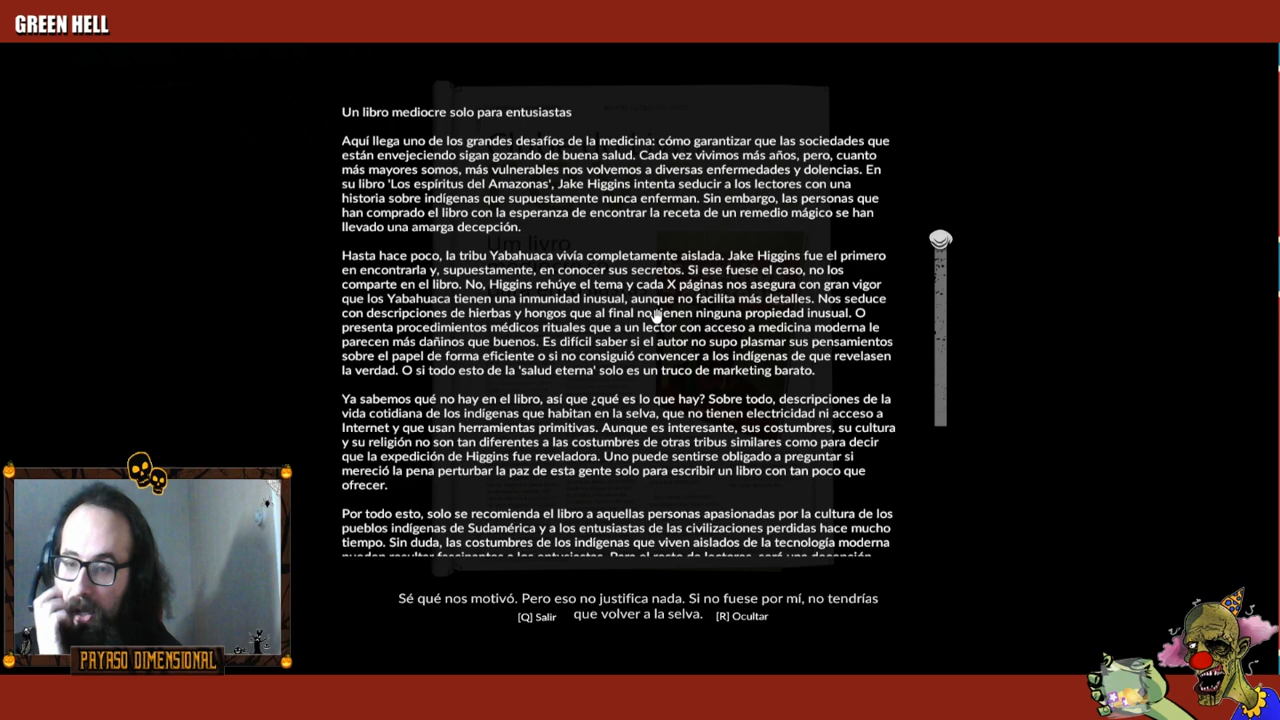 GREEN HELL
Un libro mediocre solo para entusiastas
Aquí llega uno de los grandes desafíos de la medicina: cómo garantizar que las sociedades que
están envejeciendo sigan gozando de buena salud. Cada vez vivimos más años, pero, cuanto
más mayores somos, más vulnerables nos volvemos a diversas enfermedades y dolencias. En
su libro 'Los espíritus del Amazonas', Jake Higgins intenta seducir a los lectores con una
historia sobre indígenas que supuestamente nunca enferman. Sin embargo, las personas que
han comprado el libro con la esperanza de encontrar la receta de un remedio mágico se han
llevado una amarga decepción.
Hasta hace poco, la tribu Yabahuaca vivía completamente aislada. Jake Higgins fue el primero
en encontrarla y, supuestamente, en conocer sus secretos. Si ese fuese el caso, no los
comparte en el libro. No, Higgins rehúye el tema y cada X páginas nos asegura con gran vigor
que los Yabahuaca tienen una inmunidad inusual, aunque no facilita más detalles. Nos seduce
con descripciones de hierbas y hongos que al final no tienen ninguna propiedad inusual. O
presenta procedimientos médicos rituales que a un lector con acceso a medicina moderna le
parecen más dañinos que buenos. Es difícil saber si el autor no supo plasmar sus pensamientos
sobre el papel de forma eficiente o si no consiguió convencer a los indígenas de que revelasen
la verdad. O si todo esto de la 'salud eterna' solo es un truco de marketing barato.
Ya sabemos qué no hay en el libro, así que ¿qué es lo que hay? Sobre todo, descripciones de la
vida cotidiana de los indígenas que habitan en la selva, que no tienen electricidad ni acceso a
Internet y que usan herramientas primitivas. Aunque es interesante, sus costumbres, su cultura
y su religión no son tan diferentes a las costumbres de otras tribus similares como para decir
que la expedición de Higgins fue reveladora. Uno puede sentirse obligado a preguntar si
mereció la pena perturbar la paz de esta gente solo para escribir un libro con tan poco que
ofrecer.
Por todo esto, solo se recomienda el libro a aquellas personas apasionadas por la cultura de los
pueblos indígenas de Sudamérica y a los entusiastas de las civilizaciones perdidas hace mucho
tiempo. Sin duda, las costumbres de los indígenas que viven aislados de la tecnología moderna
pueden resultar fascinantes a los entusiastas. Para el resto de lectores, será una decepción
Um livro
Sé qué nos motivó. Pero eso no justifica nada. Si no fuese por mí, no tendrías
que volver a la selva.
[Q] Salir
[R] Ocultar
PAYASO DIMENSIONAL